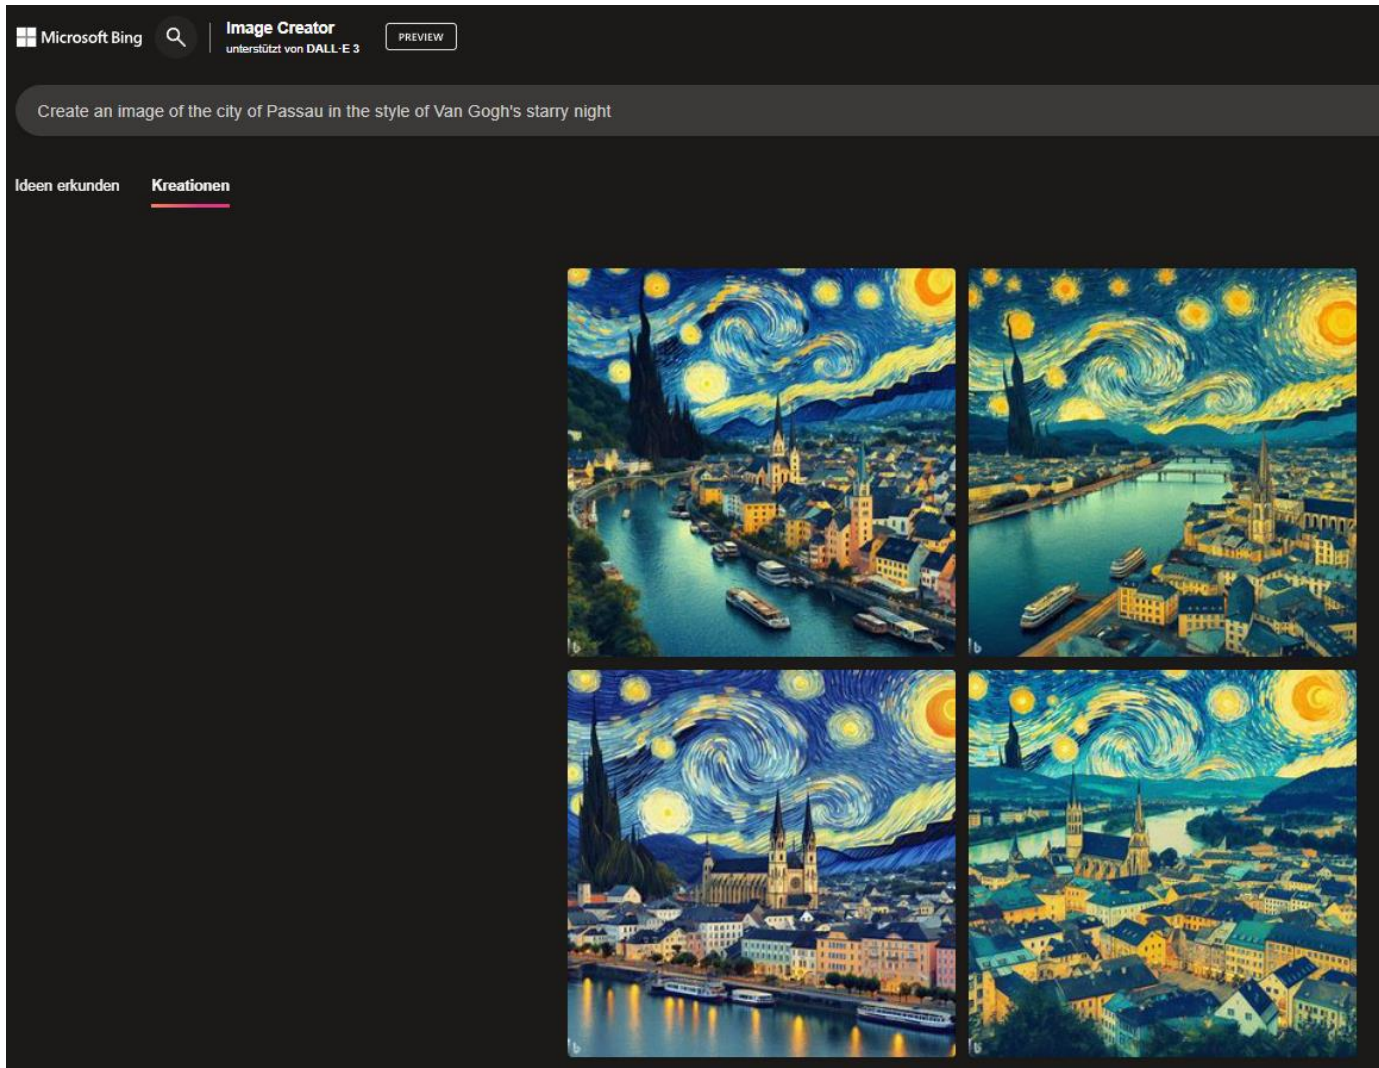 Microsoft Bing
Image Creator
unterstützt von DALL·E 3
PREVIEW
Create an image of the city of Passau in the style of Van Gogh's starry night
Ideen erkunden
Kreationen